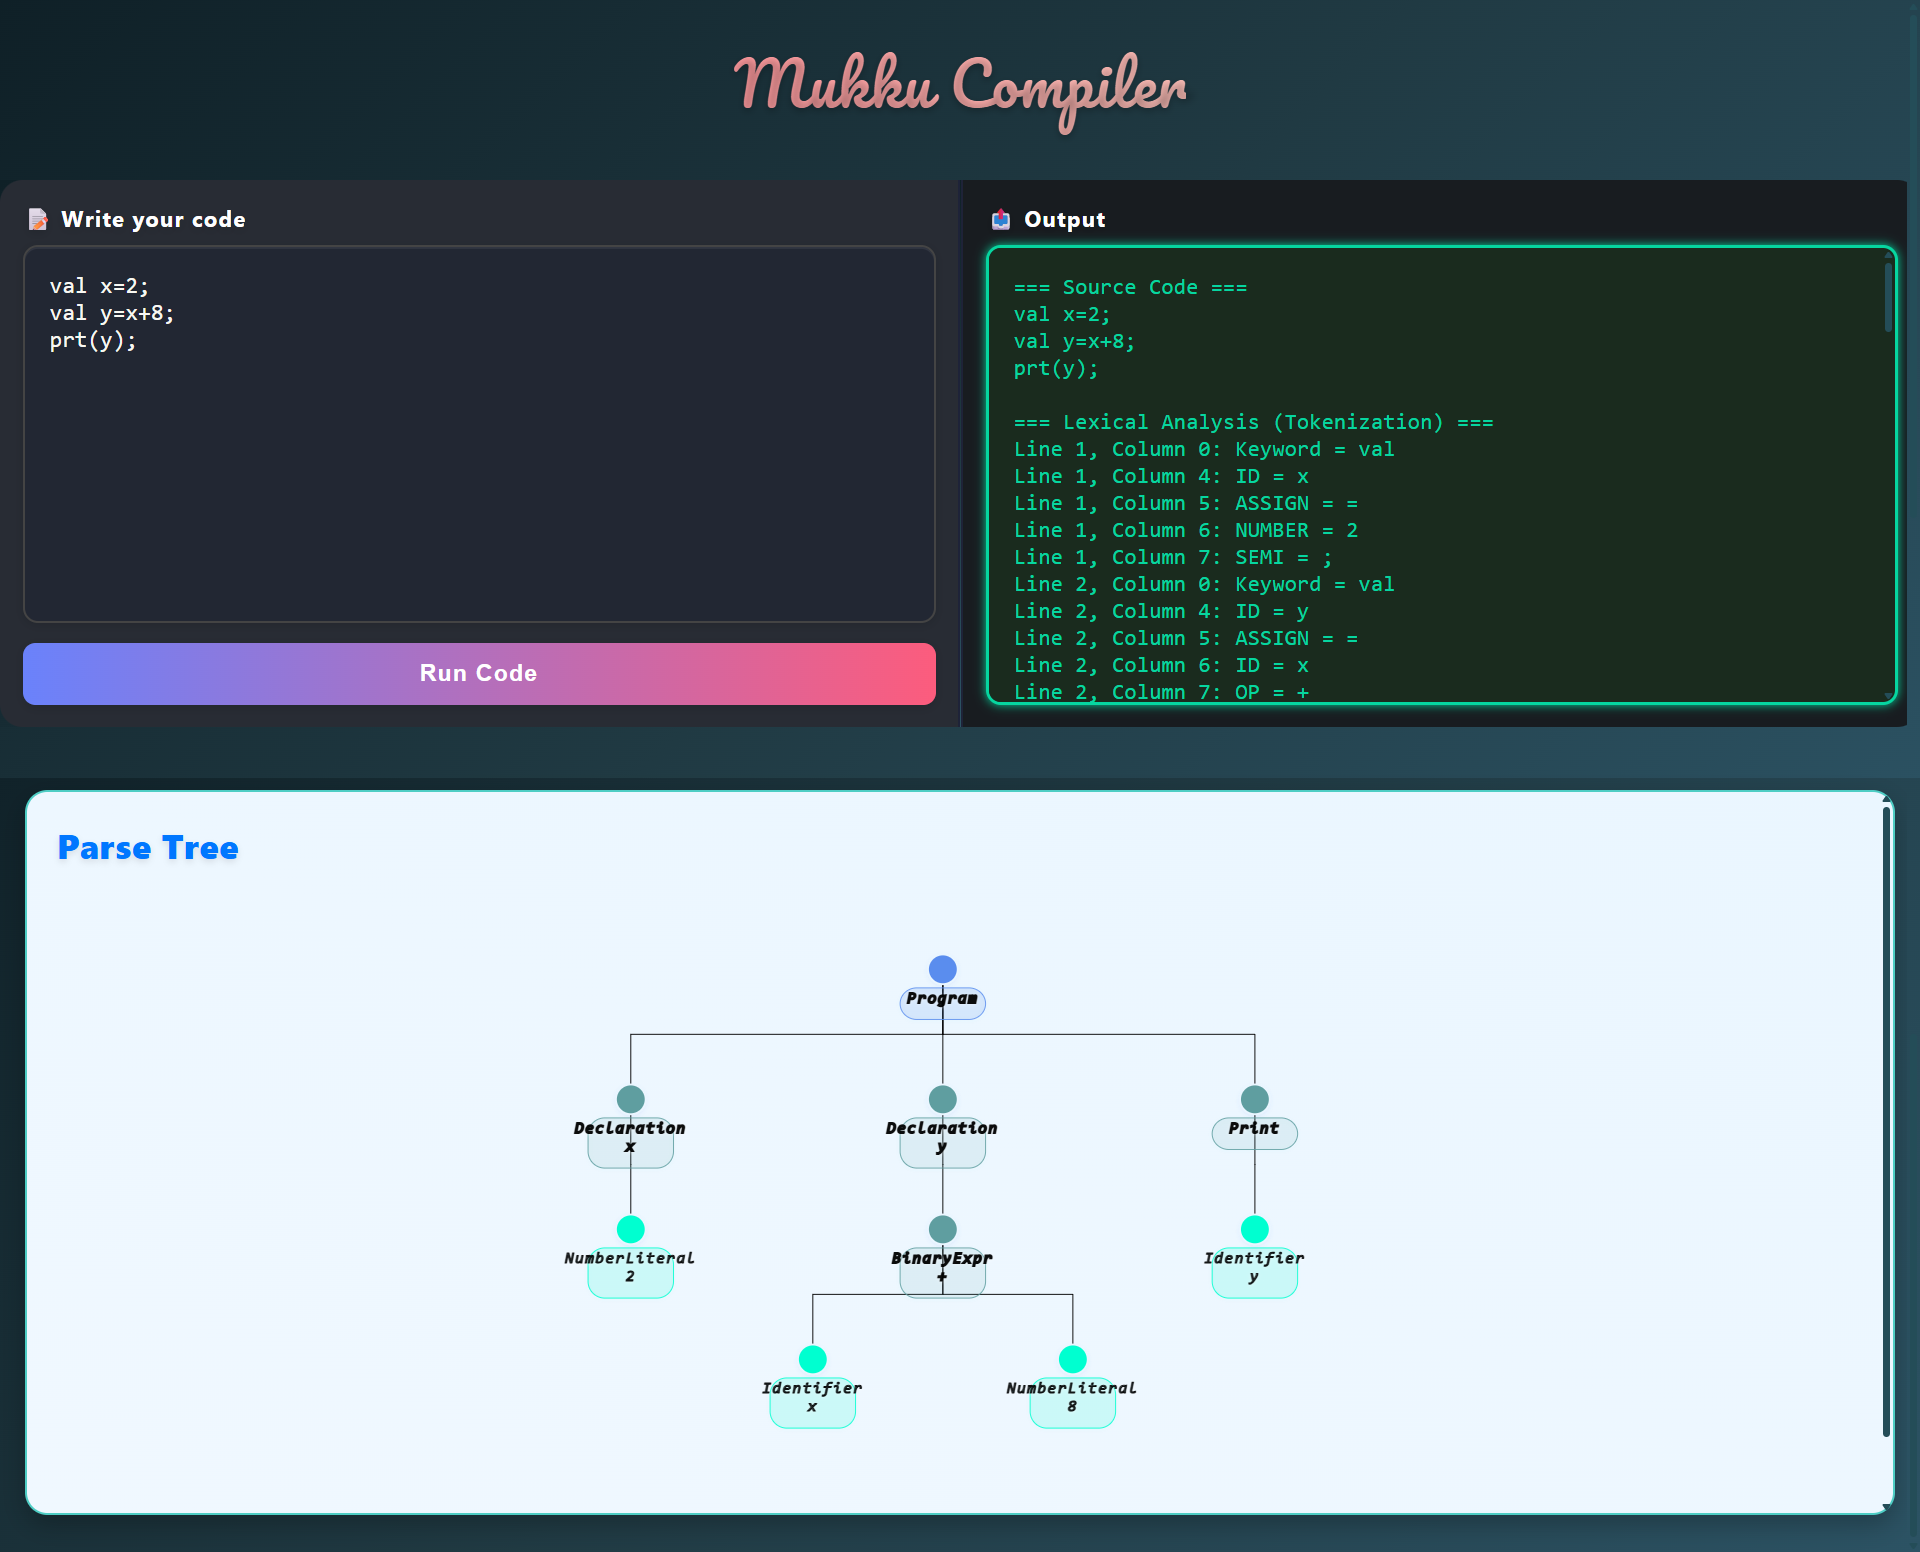 Mukku Compiler
📝 Write your code
val x=2;
val y=x+8;
prt(y);
Run Code
📤 Output
=== Source Code ===
val x=2;
val y=x+8;
prt(y);
=== Lexical Analysis (Tokenization) ===
Line 1, Column 0: Keyword = val
Line 1, Column 4: ID = x
Line 1, Column 5: ASSIGN = =
Line 1, Column 6: NUMBER = 2
Line 1, Column 7: SEMI = ;
Line 2, Column 0: Keyword = val
Line 2, Column 4: ID = y
Line 2, Column 5: ASSIGN = =
Line 2, Column 6: ID = x
Line 2, Column 7: OP = +
Parse Tree
Program
Declaration
x
Declaration
y
Print
NumberLiteral
2
BinaryExpr
+
Identifier
y
Identifier
x
NumberLiteral
8